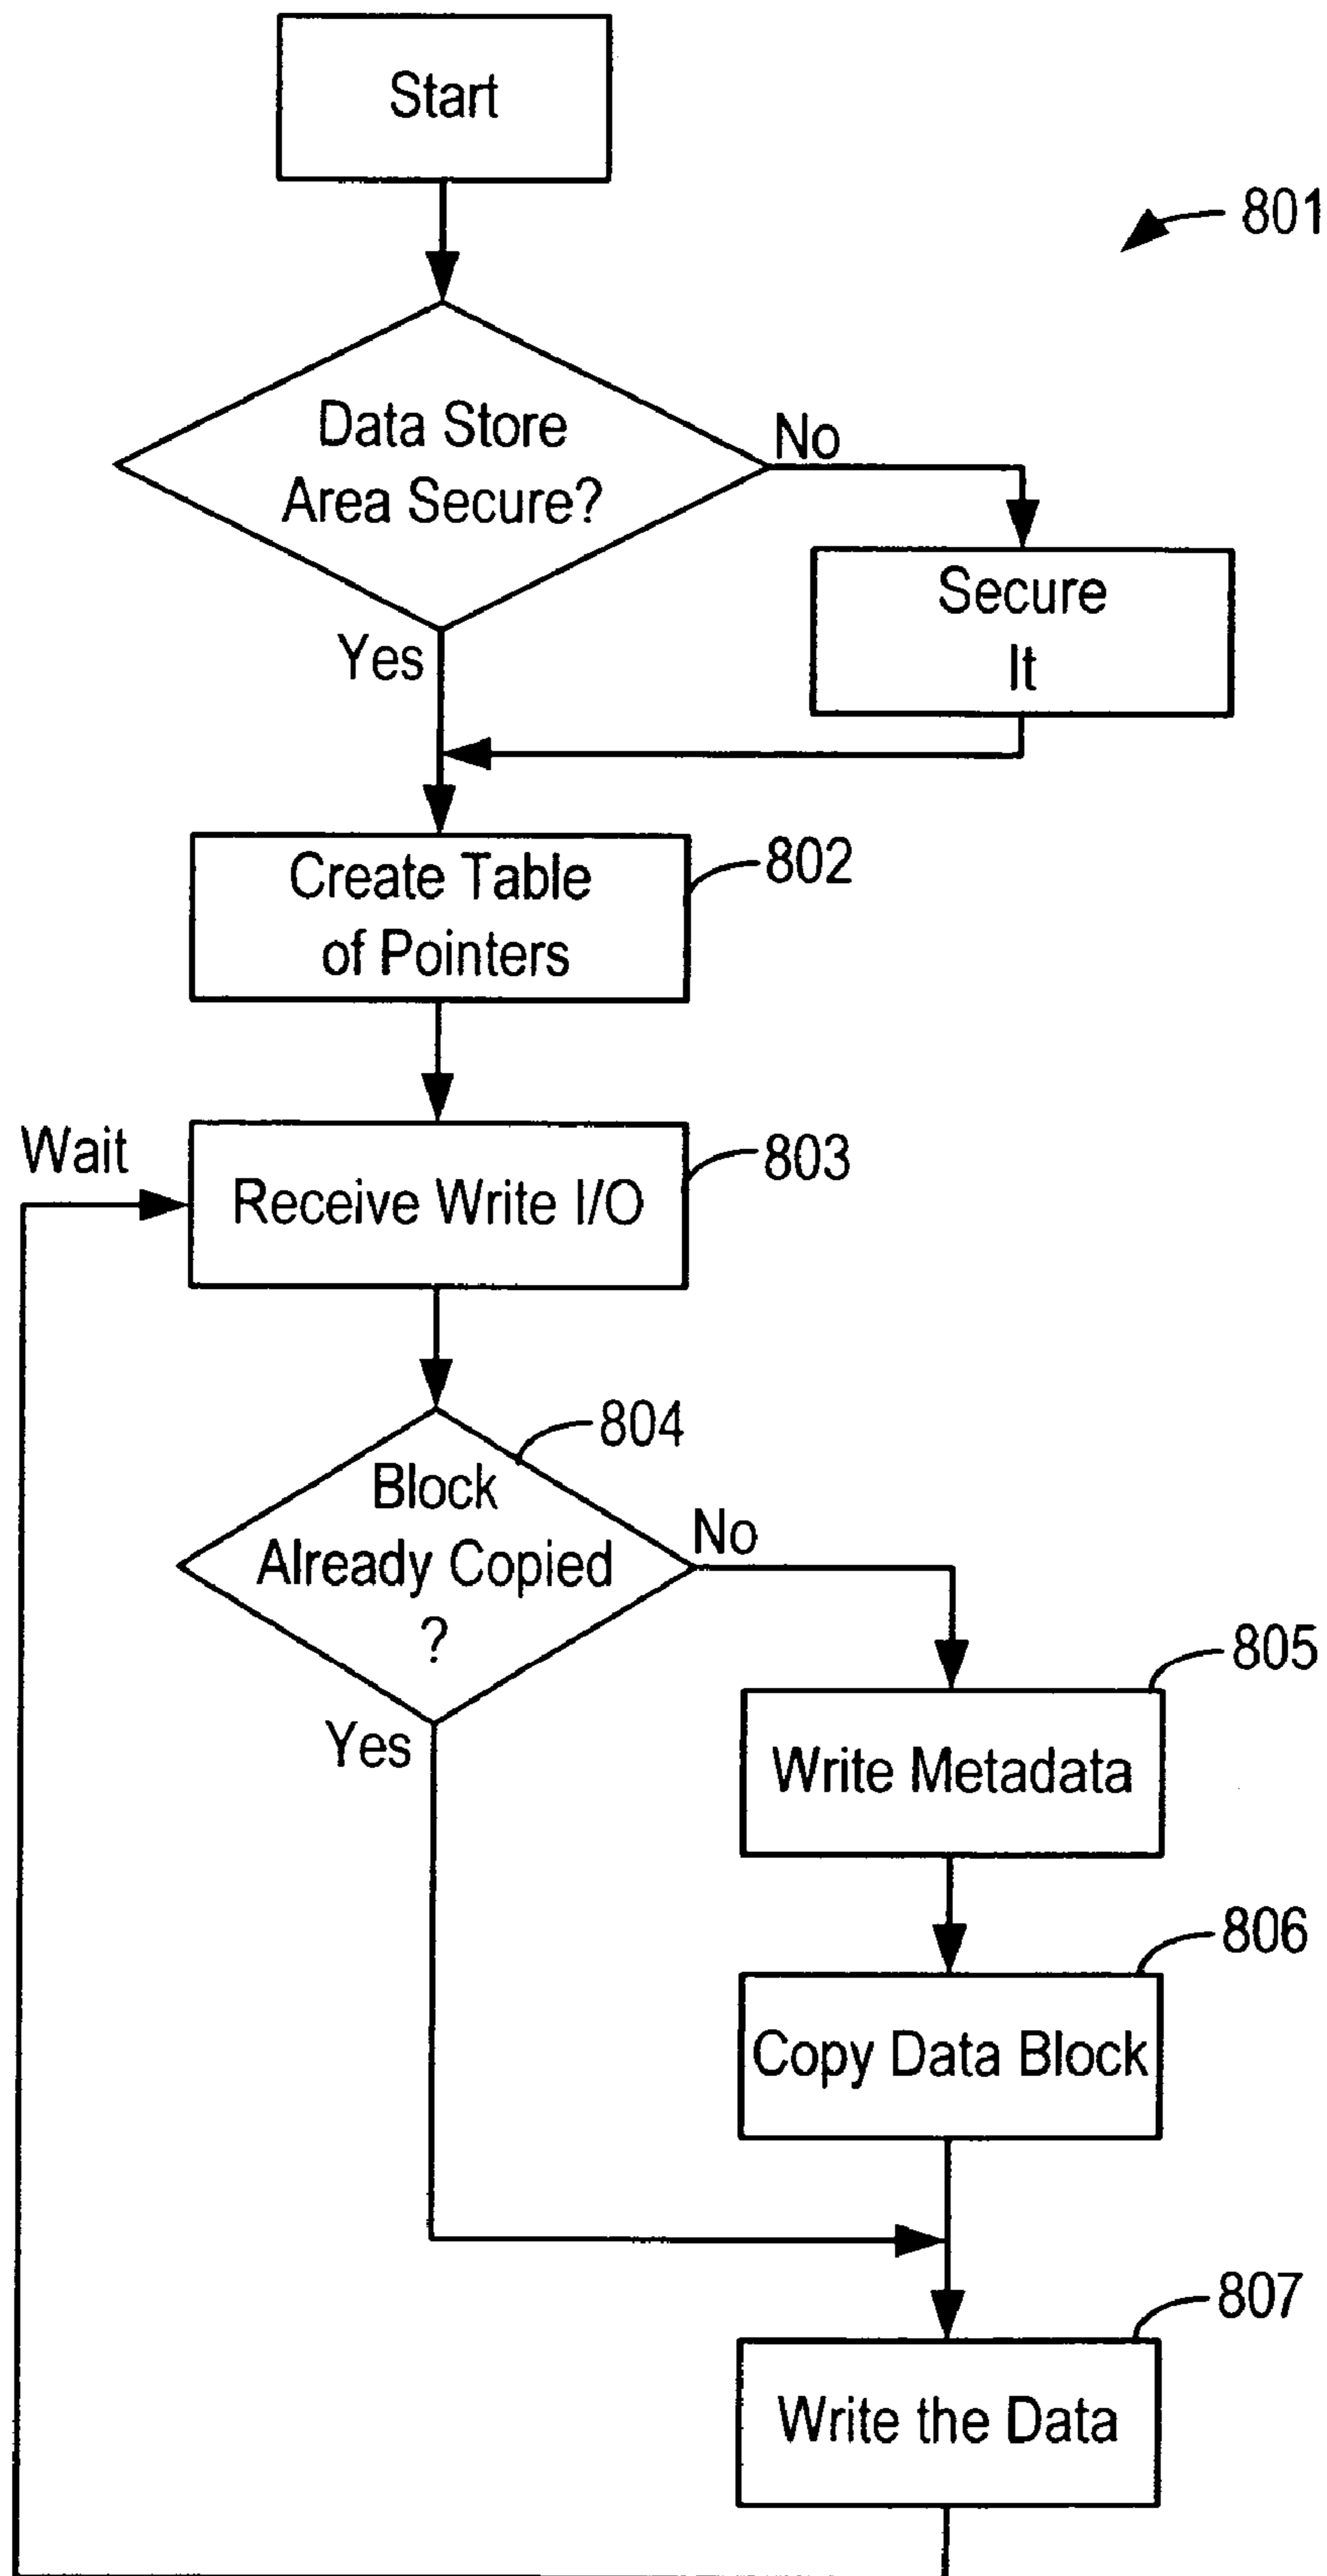 Start
801
Data Store
Area Secure?
No
Secure
It
Yes
Create Table
of Pointers
802
Wait
Receive Write I/O
803
804
Block
Already Copied
?
No
Yes
805
Write Metadata
806
Copy Data Block
807
Write the Data